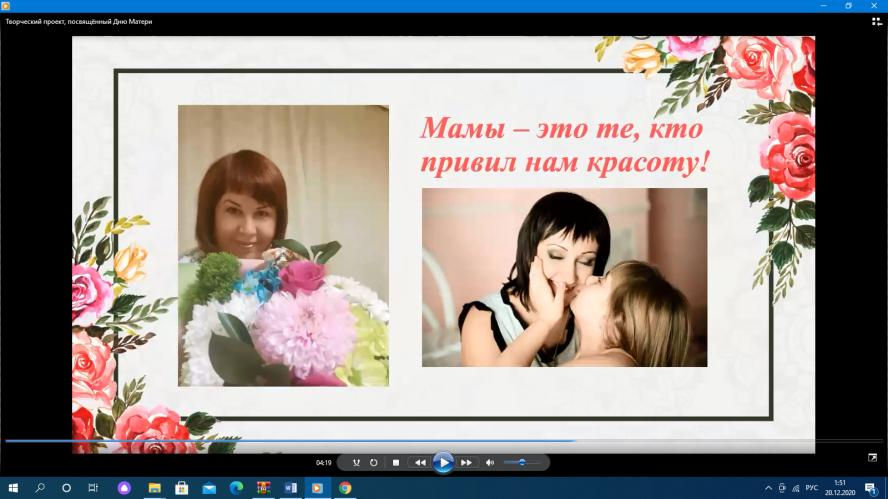 Творческий проект, посвящённый Дню Матери
Мамы – это те, кто
привил нам красоту!
04:19
РУС
1:51
20.12.2020